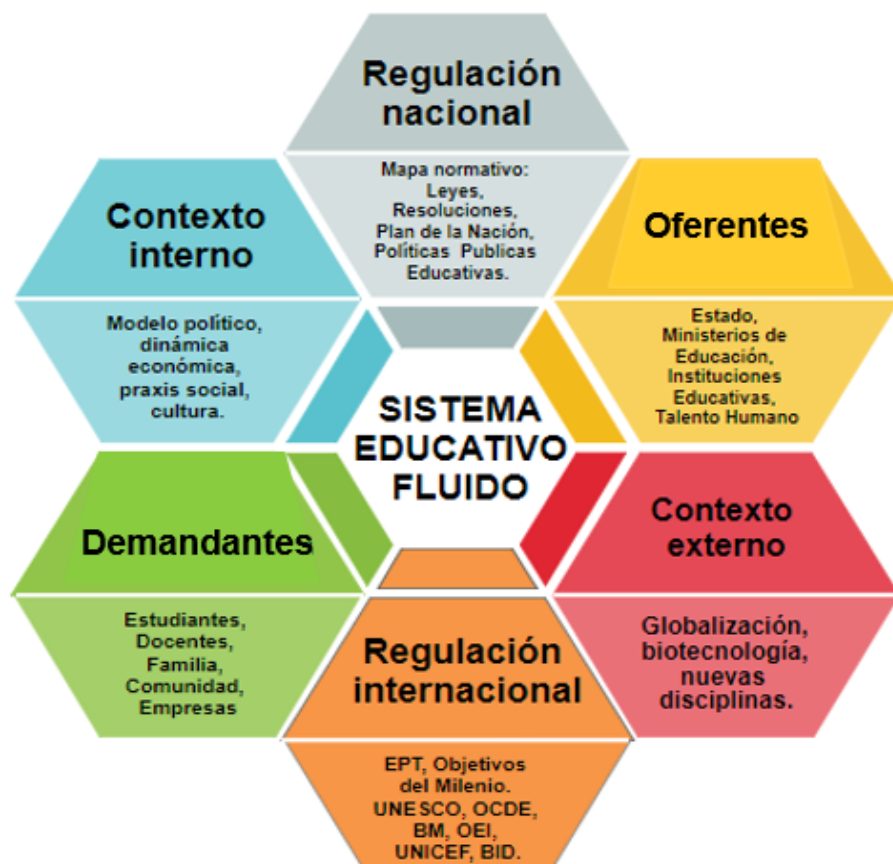 Regulación
nacional
Mapa normativo:
Leyes,
Resoluciones,
Plan de la Nación,
Políticas Publicas
Educativas.
Contexto
interno
Modelo político,
dinámica
económica,
praxis social,
cultura.
Oferentes
Estado,
Ministerios de
Educación,
Instituciones
Educativas,
Talento Humano
SISTEMA
EDUCATIVO
FLUIDO
Demandantes
Estudiantes,
Docentes,
Familia,
Comunidad,
Empresas
Contexto
externo
Globalización,
biotecnología,
nuevas
disciplinas.
Regulación
internacional
EPT, Objetivos
del Milenio.
UNESCO, OCDE,
BM, OEI,
UNICEF, BID.